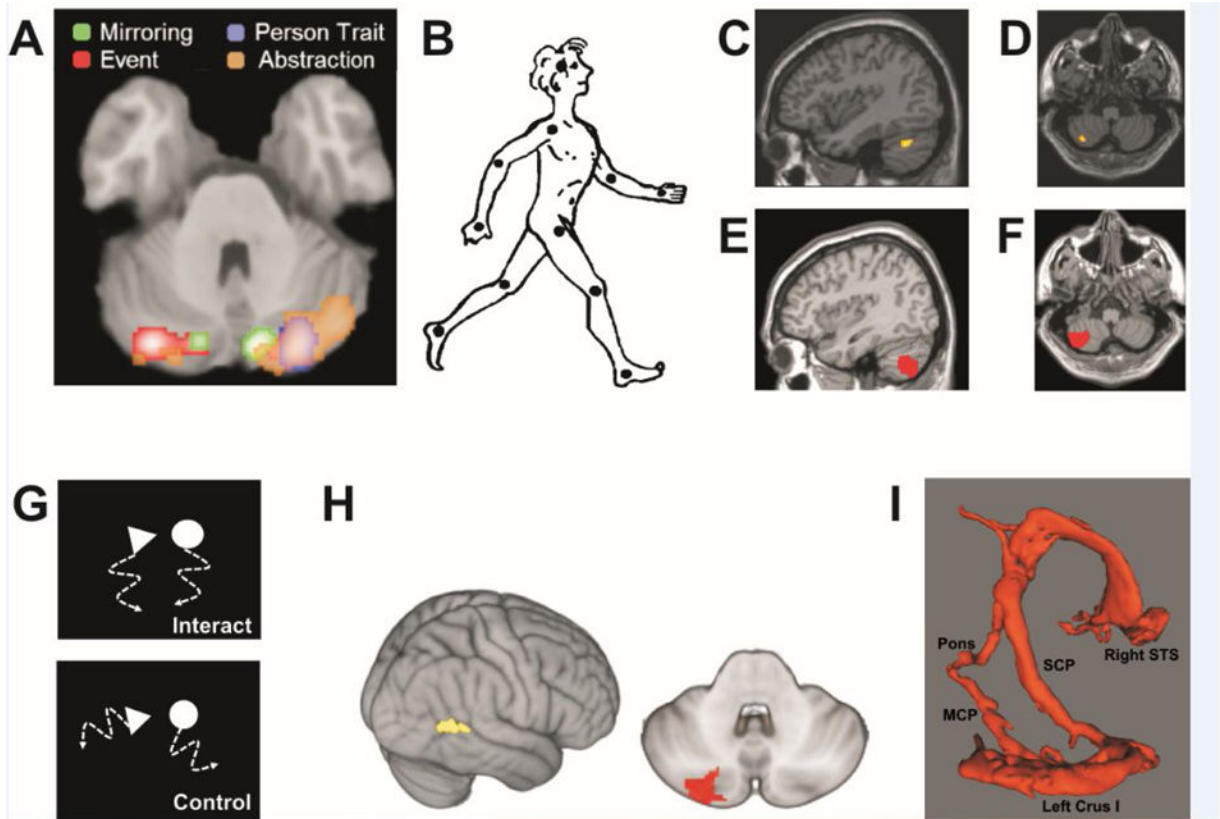 A
Mirroring
Person Trait
Event
Abstraction
B
C
D
E
F
G
Interact
Control
H
I
Pons
Right STS
SCP
MCP
Left Crus I